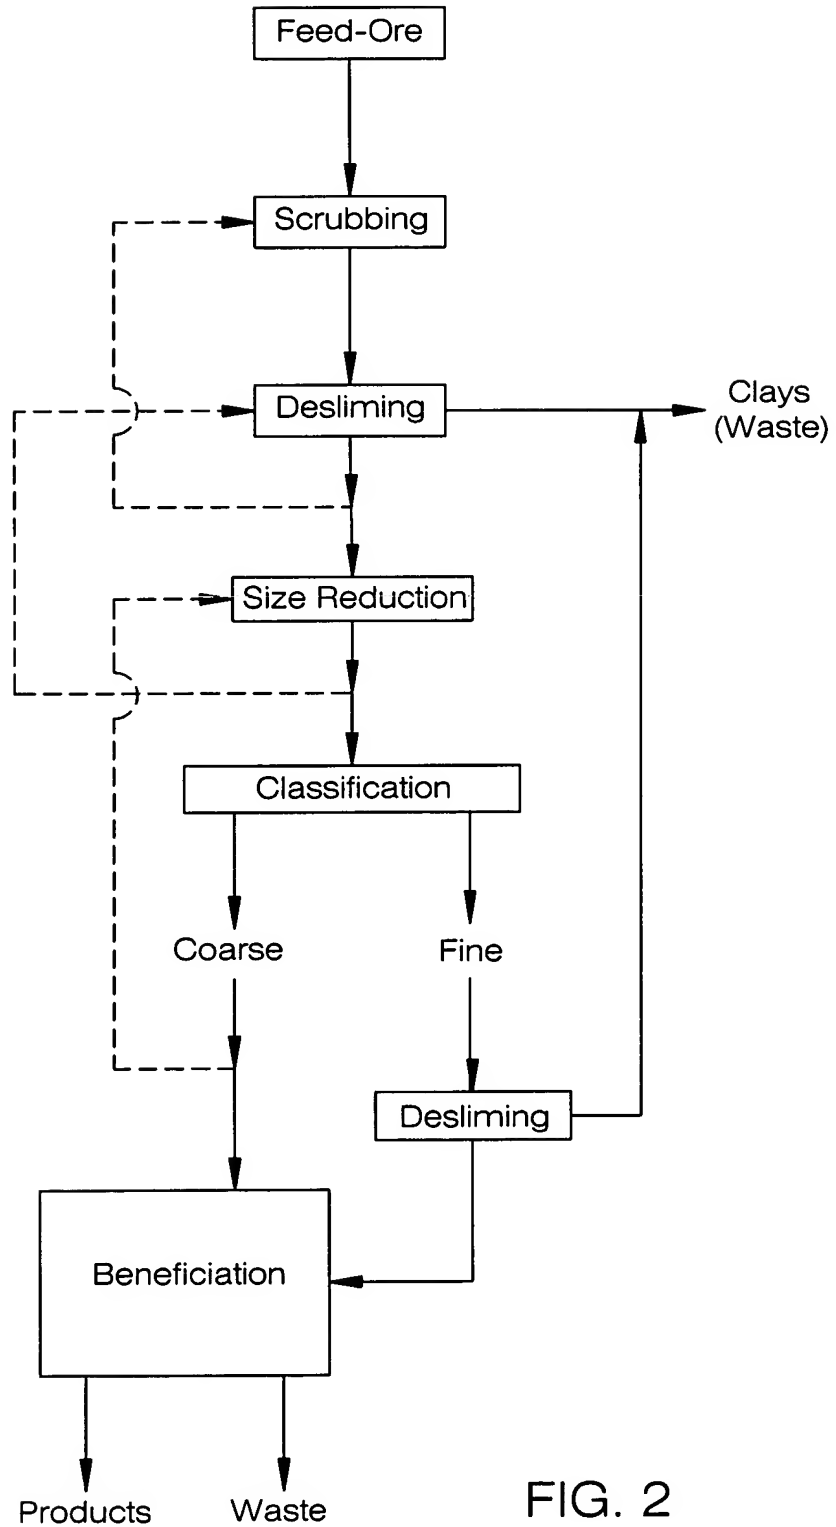 Feed-Ore
Scrubbing
Desliming
Clays
(Waste)
Size Reduction
Classification
Coarse
Fine
Desliming
Beneficiation
Products
Waste
FIG. 2